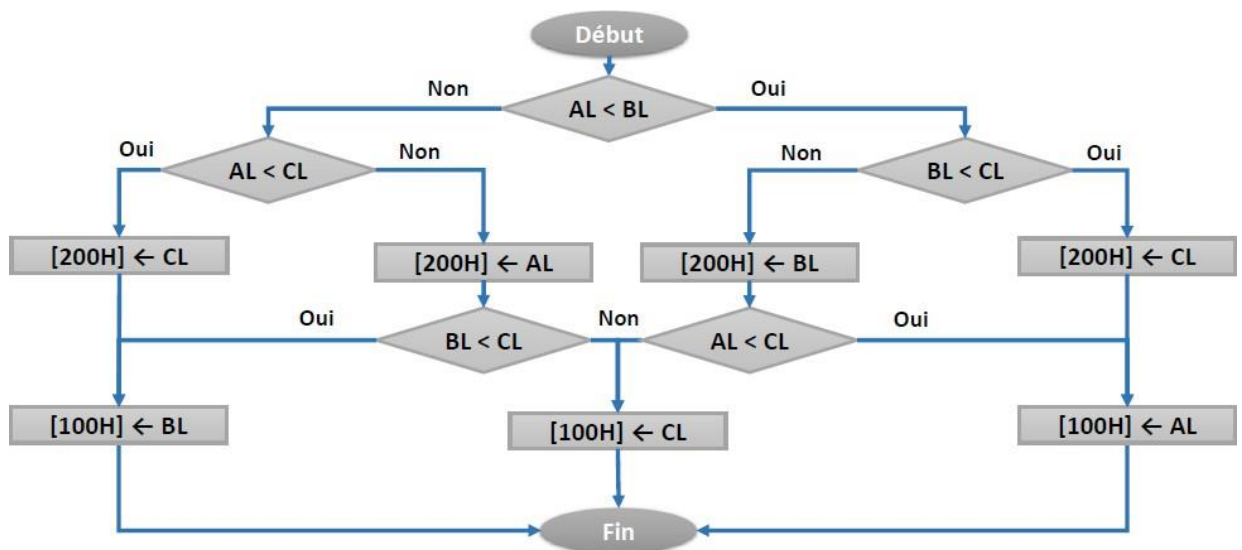 Début
Non
Oui
AL < BL
Oui
Non
Non
Oui
AL < CL
BL < CL
[200H] ← CL
[200H] ← AL
[200H] ← BL
[200H] ← CL
Oui
Non
Oui
BL < CL
AL < CL
[100H] ← BL
[100H] ← CL
[100H] ← AL
Fin